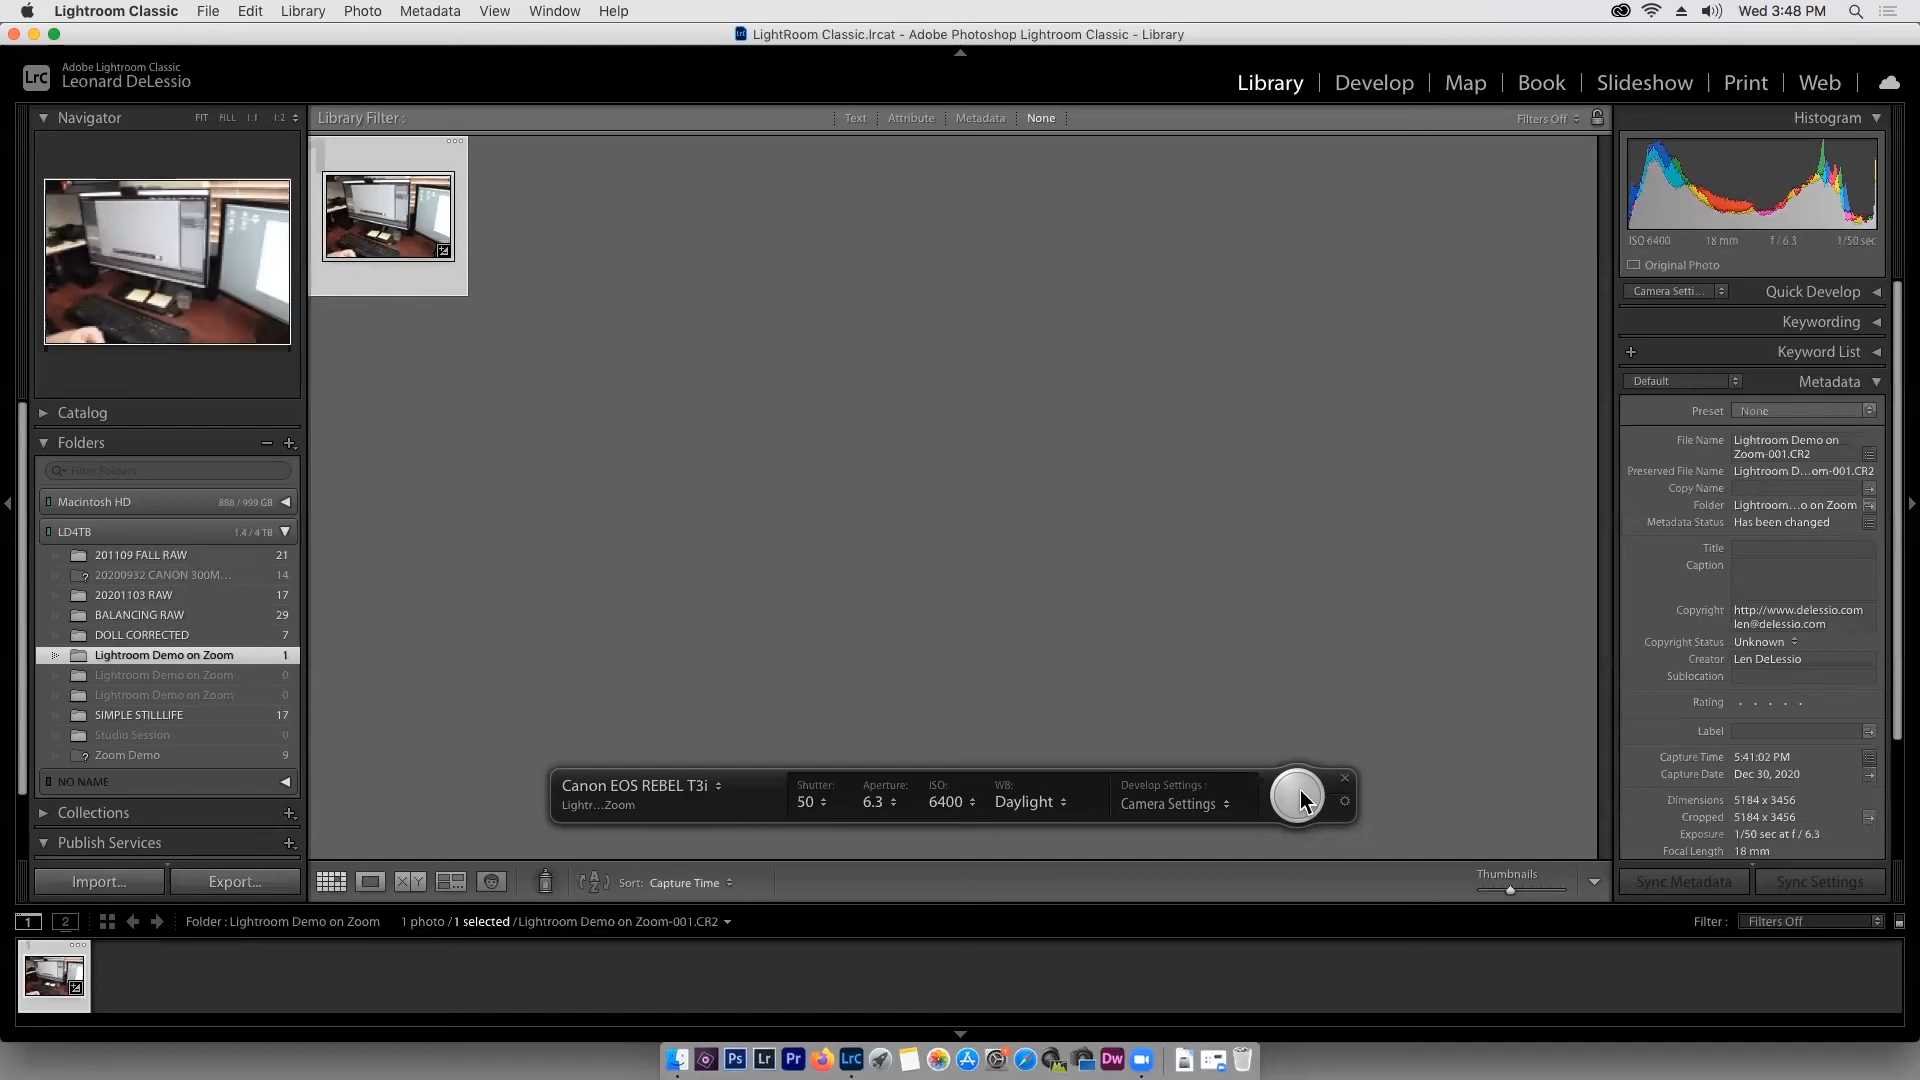 Lightroom Classic File Edit Library Photo Metadata View Window Help Wed 3:48 PM
LightRoom Classic.lrcat - Adobe Photoshop Lightroom Classic - Library
LrC Adobe Lightroom Classic
Leonard DeLessio
Library Develop Map Book Slideshow Print Web
Navigator FIT FILL 1:1 1:2
Library Filter : Text Attribute Metadata None Filters Off
Histogram
ISO 6400 18 mm f / 6.3 1/50 sec
Original Photo
Camera Setti... Quick Develop
Keywording
Keyword List
Default Metadata
Preset None
File Name Lightroom Demo on
Zoom-001.CR2
Preserved File Name Lightroom D...om-001.CR2
Copy Name
Folder Lightroom...o on Zoom
Metadata Status Has been changed
Title
Caption
Copyright http://www.delessio.com
len@delessio.com
Copyright Status Unknown
Creator Len DeLessio
Sublocation
Rating . . . . .
Label
Capture Time 5:41:02 PM
Capture Date Dec 30, 2020
Dimensions 5184 x 3456
Cropped 5184 x 3456
Exposure 1/50 sec at f / 6.3
Focal Length 18 mm
Sync Metadata Sync Settings
Catalog
Folders
Filter Folders
Macintosh HD 888 / 999 GB
LD4TB 1.4 / 4 TB
201109 FALL RAW 21
20200932 CANON 300M... 14
20201103 RAW 17
BALANCING RAW 29
DOLL CORRECTED 7
Lightroom Demo on Zoom 1
Lightroom Demo on Zoom 0
Lightroom Demo on Zoom 0
SIMPLE STILLLIFE 17
Studio Session 0
Zoom Demo 9
NO NAME
Collections
Publish Services
Import... Export...
1
Canon EOS REBEL T3i
Lightr...Zoom
Shutter: Aperture: ISO: WB: Develop Settings :
50 6.3 6400 Daylight Camera Settings
XY
Sort: Capture Time
Thumbnails
1 2 Folder : Lightroom Demo on Zoom 1 photo / 1 selected / Lightroom Demo on Zoom-001.CR2
Filter : Filters Off
1
Ps Lr Pr LrC Dw